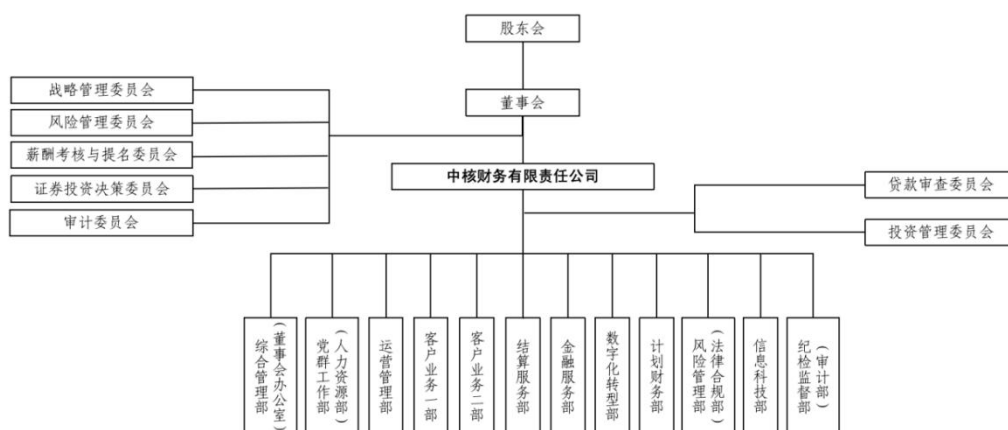 股东会
董事会
战略管理委员会
风险管理委员会
薪酬考核与提名委员会
证券投资决策委员会
审计委员会
中核财务有限责任公司
贷款审查委员会
投资管理委员会
综合管理部
（董事会办公室）
党群工作部
（人力资源部）
运营管理部
客户业务一部
客户业务二部
结算服务部
金融服务部
数字化转型部
计划财务部
风险管理部
（法律合规部）
信息科技部
纪检监督部
（审计部）